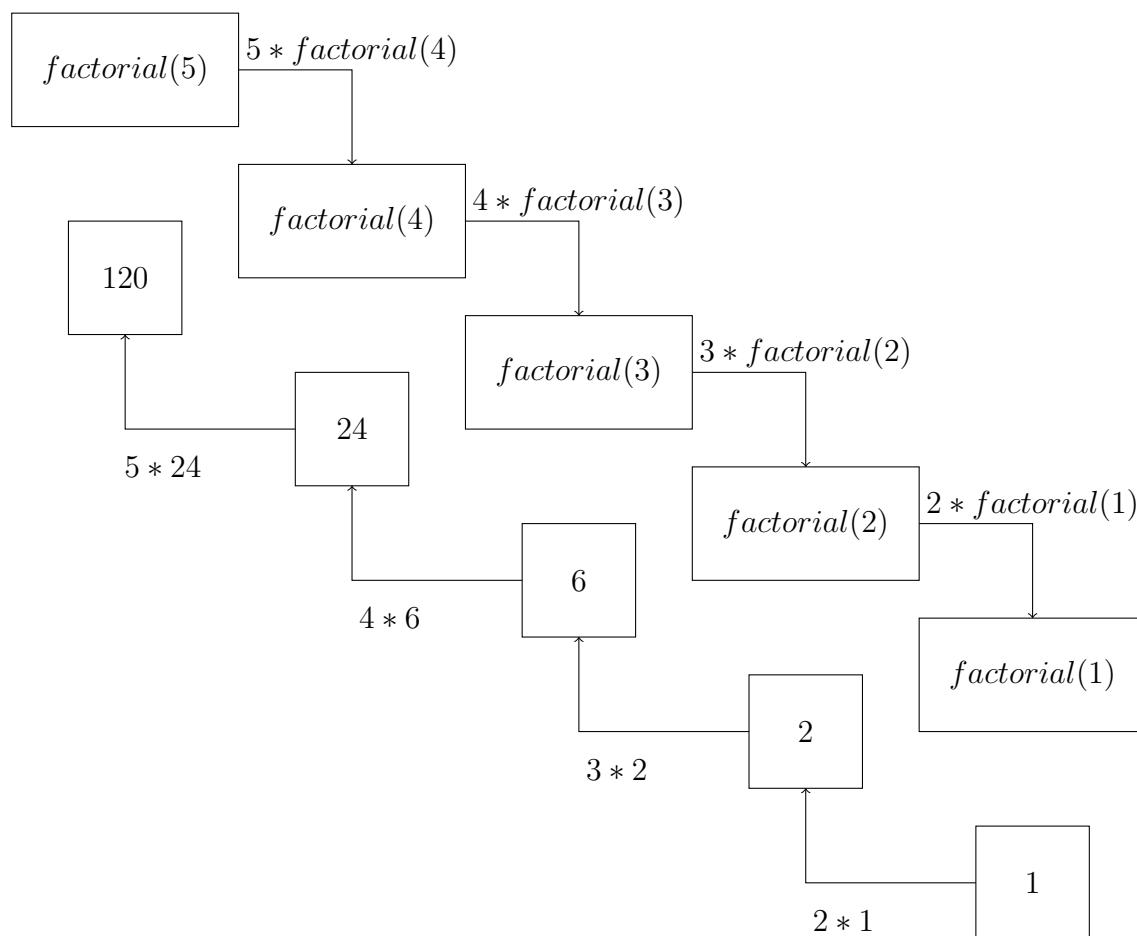 factorial(5)
5 ∗ factorial(4)
factorial(4)
4 ∗ factorial(3)
120
factorial(3)
3 ∗ factorial(2)
24
5 ∗ 24
factorial(2)
2 ∗ factorial(1)
6
4 ∗ 6
factorial(1)
2
3 ∗ 2
1
2 ∗ 1